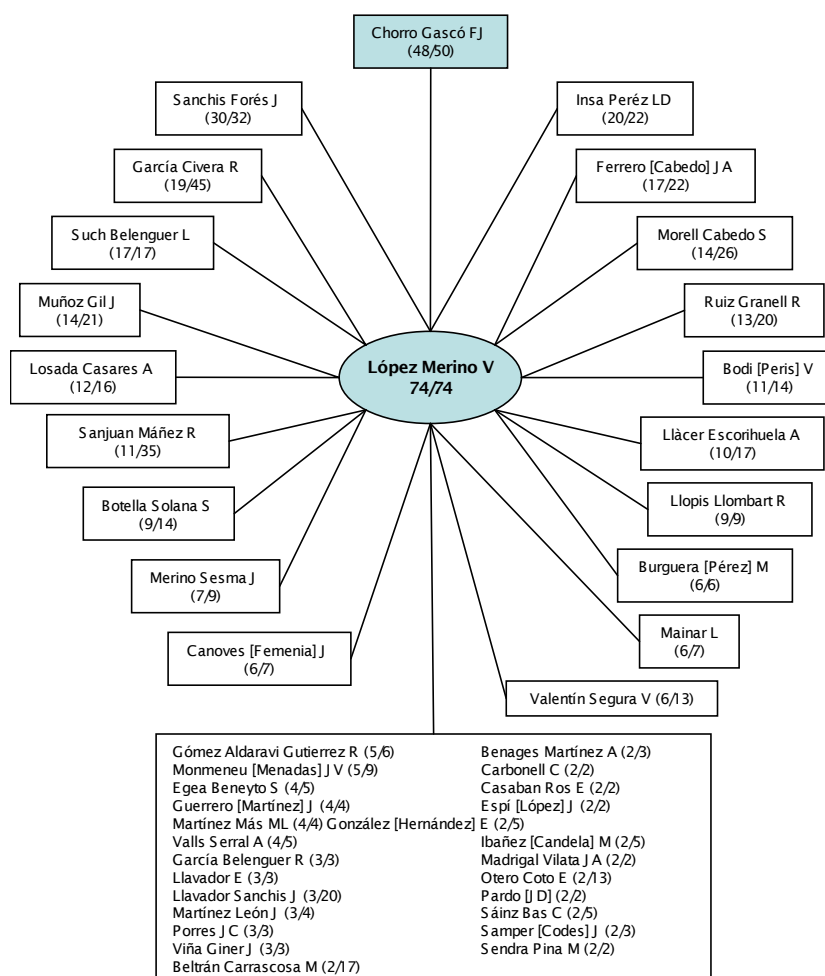 Chorro Gascó FJ
(48/50)
Sanchis Forés J
(30/32)
Insa Peréz LD
(20/22)
García Civera R
(19/45)
Ferrero [Cabedo] J A
(17/22)
Such Belenguer L
(17/17)
Morell Cabedo S
(14/26)
Muñoz Gil J
(14/21)
Ruiz Granell R
(13/20)
López Merino V
74/74
Losada Casares A
(12/16)
Bodi [Peris] V
(11/14)
Sanjuan Máñez R
(11/35)
Llàcer Escorihuela A
(10/17)
Botella Solana S
(9/14)
Llopis Llombart R
(9/9)
Merino Sesma J
(7/9)
Burguera [Pérez] M
(6/6)
Canoves [Femenia] J
(6/7)
Mainar L
(6/7)
Valentín Segura V (6/13)
Gómez Aldaravi Gutierrez R (5/6)
Monmeneu [Menadas] J V (5/9)
Egea Beneyto S (4/5)
Guerrero [Martínez] J (4/4)
Martínez Más ML (4/4) González [Hernández] E (2/5)
Valls Serral A (4/5)
García Belenguer R (3/3)
Llavador E (3/3)
Llavador Sanchis J (3/20)
Martínez León J (3/4)
Porres J C (3/3)
Viña Giner J (3/3)
Beltrán Carrascosa M (2/17)
Benages Martínez A (2/3)
Carbonell C (2/2)
Casaban Ros E (2/2)
Espí [López] J (2/2)
Ibañez [Candela] M (2/5)
Madrigal Vilata J A (2/2)
Otero Coto E (2/13)
Pardo [J D] (2/2)
Sáinz Bas C (2/5)
Samper [Codes] J (2/3)
Sendra Pina M (2/2)